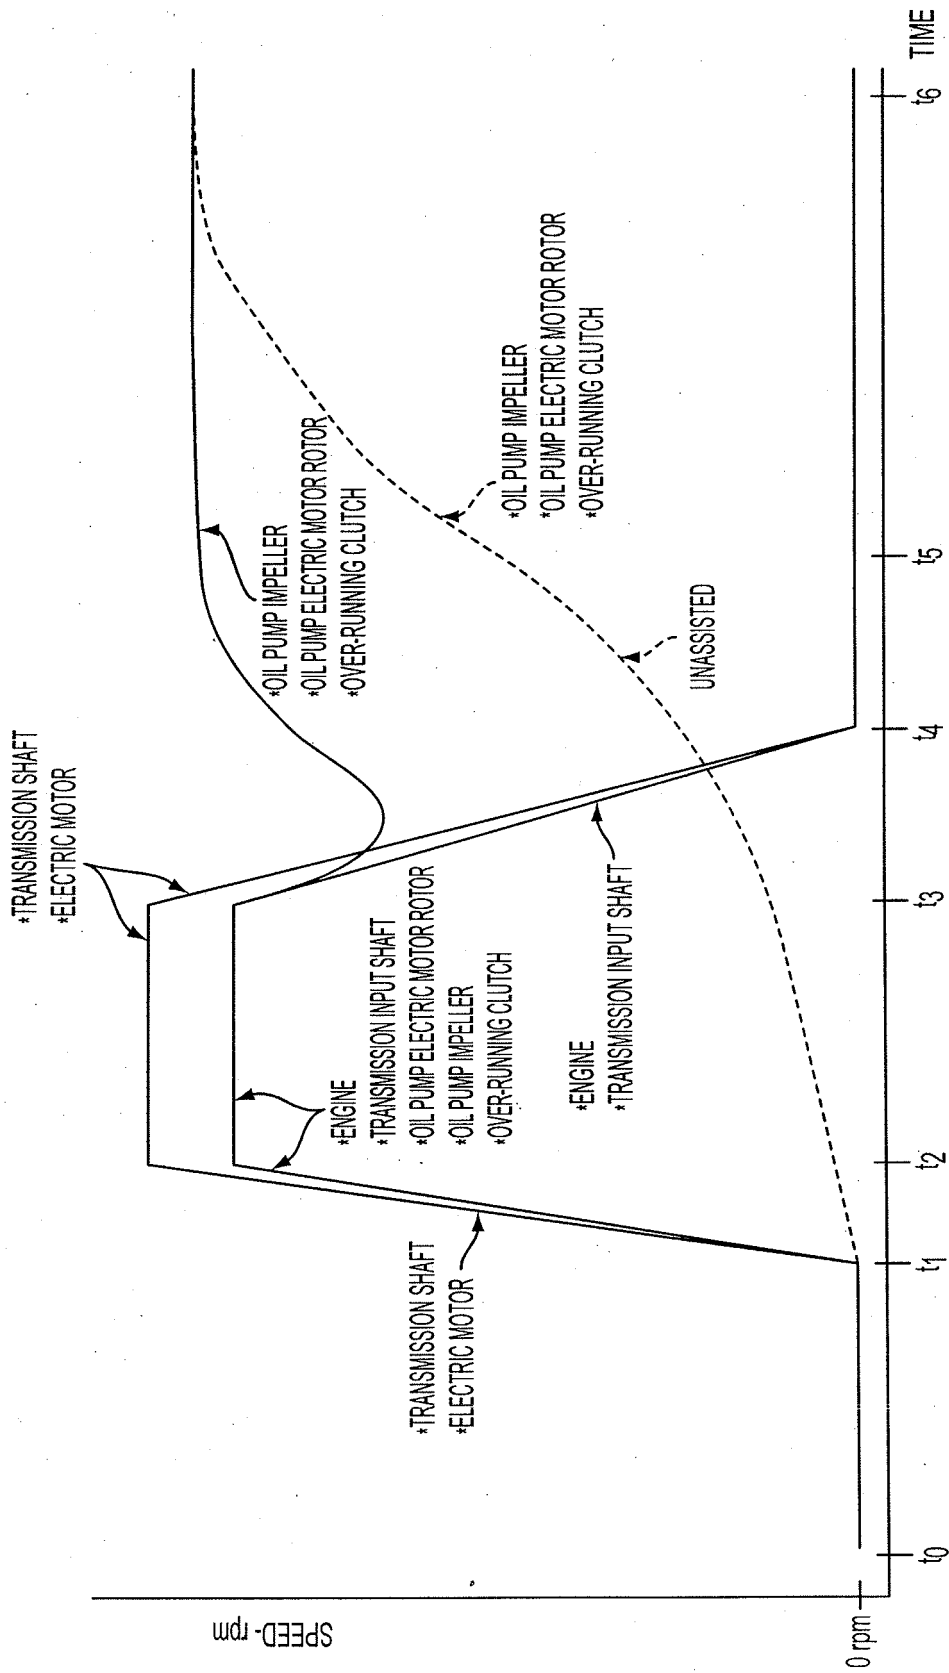 SPEED-rpm
0 rpm
*TRANSMISSION SHAFT
*ELECTRIC MOTOR
*TRANSMISSION SHAFT
*ELECTRIC MOTOR
*ENGINE
*TRANSMISSION INPUT SHAFT
*OIL PUMP ELECTRIC MOTOR ROTOR
*OIL PUMP IMPELLER
*OVER-RUNNING CLUTCH
*ENGINE
*TRANSMISSION INPUT SHAFT
*OIL PUMP IMPELLER
*OIL PUMP ELECTRIC MOTOR ROTOR
*OVER-RUNNING CLUTCH
*OIL PUMP IMPELLER
*OIL PUMP ELECTRIC MOTOR ROTOR
*OVER-RUNNING CLUTCH
UNASSISTED
t0 t1 t2 t3 t4 t5 t6
TIME